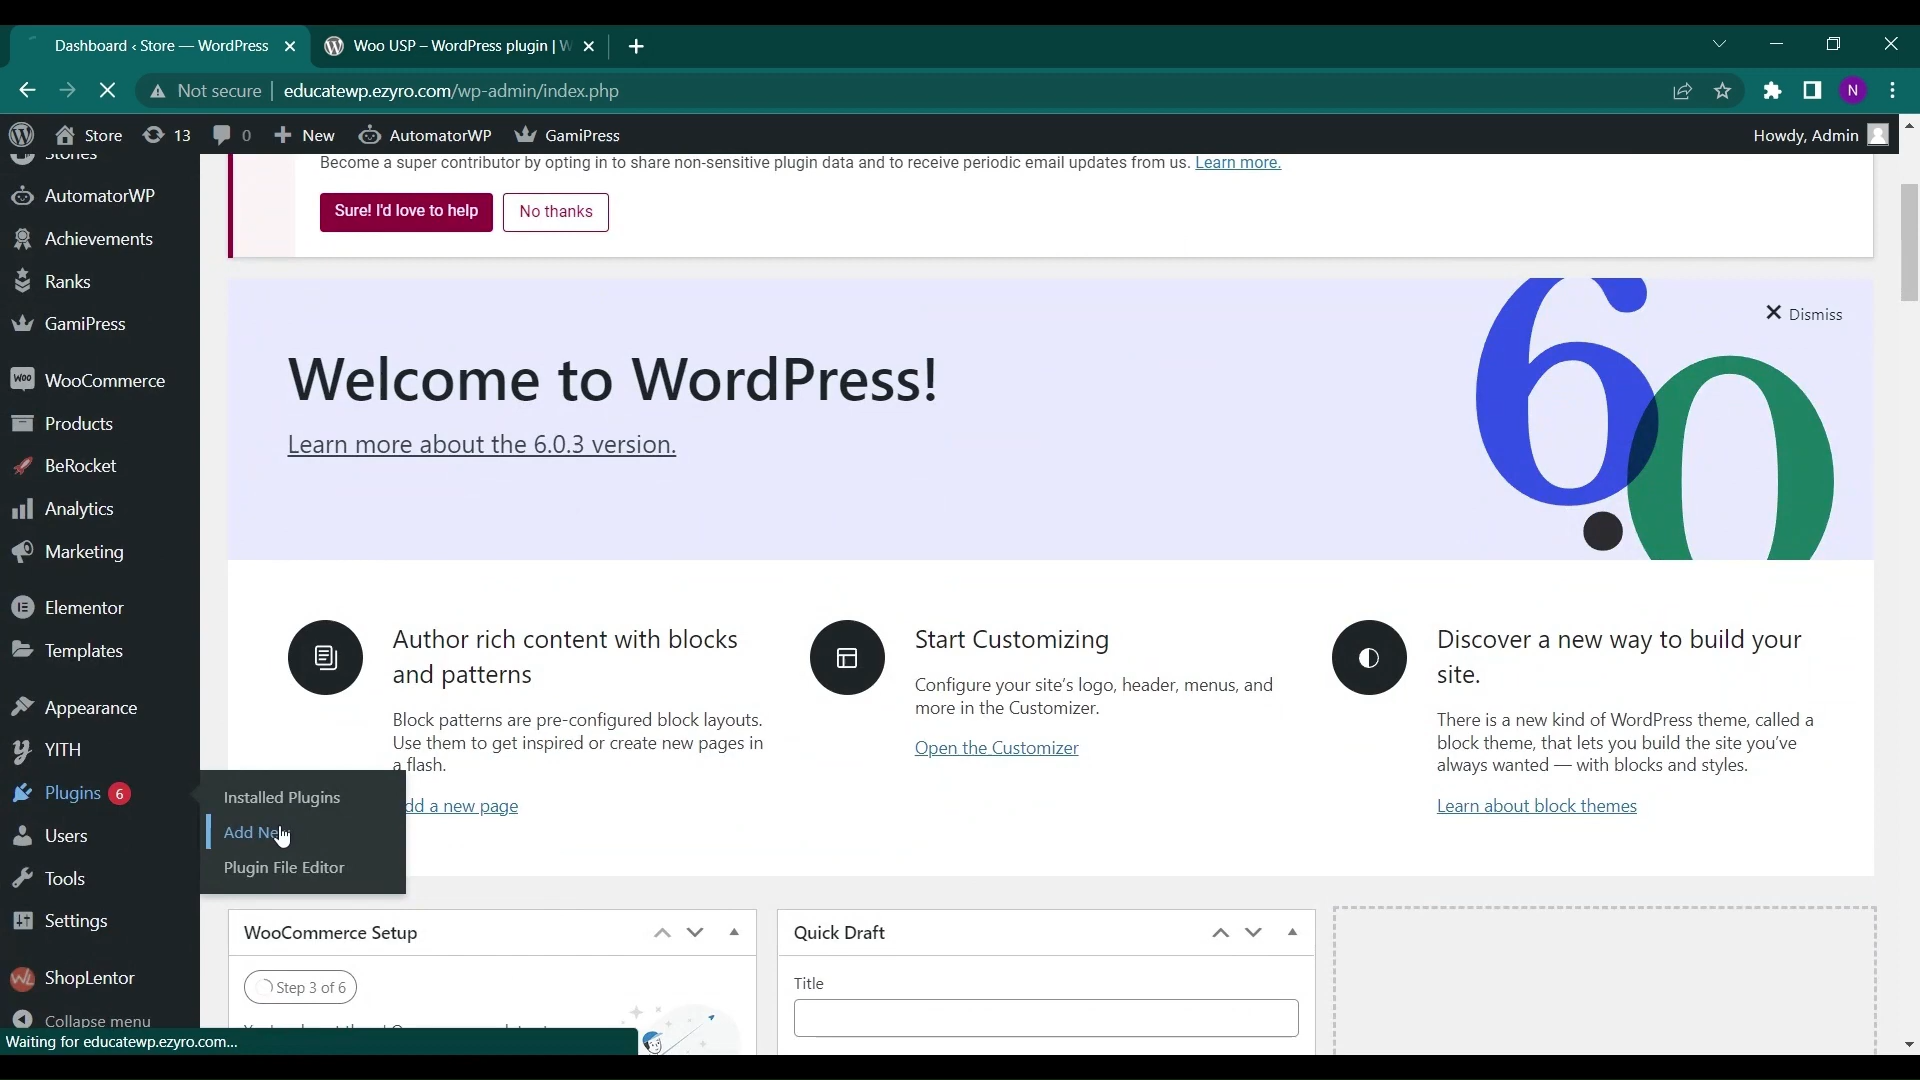 Dashboard ‹ Store — WordPress
Woo USP – WordPress plugin | W
Not secure
educatewp.ezyro.com/wp-admin/index.php
N
Store
13
0
New
AutomatorWP
GamiPress
Howdy, Admin
Stories
AutomatorWP
Achievements
Ranks
GamiPress
WooCommerce
Products
BeRocket
Analytics
Marketing
Elementor
Templates
Appearance
YITH
Plugins 6
Users
Tools
Settings
ShopLentor
Collapse menu
Installed Plugins
Add New
Plugin File Editor
Become a super contributor by opting in to share non-sensitive plugin data and to receive periodic email updates from us. Learn more.
Sure! I'd love to help
No thanks
Dismiss
Welcome to WordPress!
Learn more about the 6.0.3 version.
6.0
Author rich content with blocks
and patterns
Block patterns are pre-configured block layouts.
Use them to get inspired or create new pages in
a flash.
dd a new page
Start Customizing
Configure your site's logo, header, menus, and
more in the Customizer.
Open the Customizer
Discover a new way to build your
site.
There is a new kind of WordPress theme, called a
block theme, that lets you build the site you've
always wanted — with blocks and styles.
Learn about block themes
WooCommerce Setup
Step 3 of 6
Quick Draft
Title
Waiting for educatewp.ezyro.com...